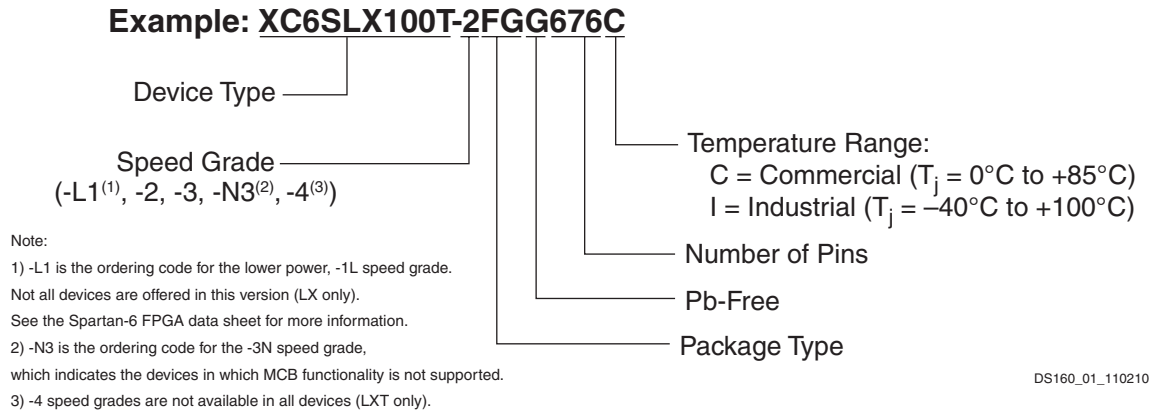 Example: XC6SLX100T-2FGG676C
Device Type
Speed Grade
(-L1(1), -2, -3, -N3(2), -4(3))
Temperature Range:
C = Commercial (Tj = 0°C to +85°C)
I = Industrial (Tj = –40°C to +100°C)
Number of Pins
Pb-Free
Package Type
Note:
1) -L1 is the ordering code for the lower power, -1L speed grade.
Not all devices are offered in this version (LX only).
See the Spartan-6 FPGA data sheet for more information.
2) -N3 is the ordering code for the -3N speed grade,
which indicates the devices in which MCB functionality is not supported.
3) -4 speed grades are not available in all devices (LXT only).
DS160_01_110210